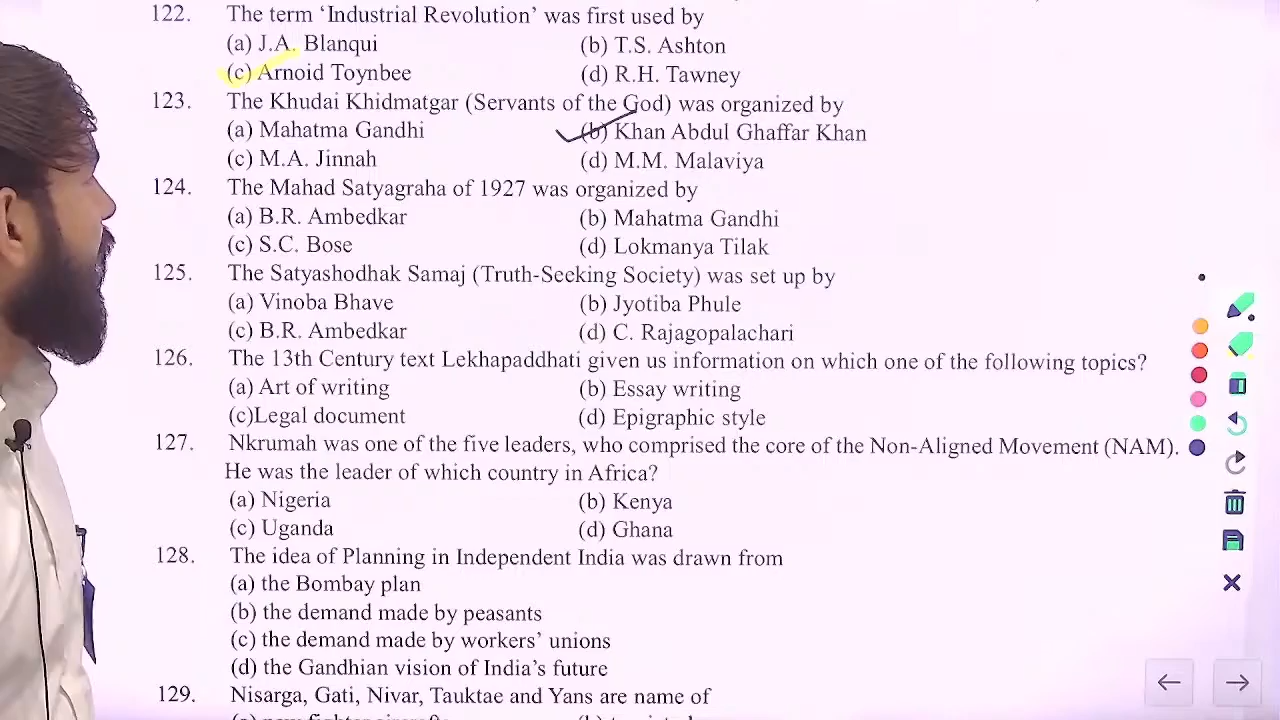 122. The term ‘Industrial Revolution’ was first used by
(a) J.A. Blanqui (b) T.S. Ashton
(c) Arnoid Toynbee (d) R.H. Tawney
123. The Khudai Khidmatgar (Servants of the God) was organized by
(a) Mahatma Gandhi (b) Khan Abdul Ghaffar Khan
(c) M.A. Jinnah (d) M.M. Malaviya
124. The Mahad Satyagraha of 1927 was organized by
(a) B.R. Ambedkar (b) Mahatma Gandhi
(c) S.C. Bose (d) Lokmanya Tilak
125. The Satyashodhak Samaj (Truth-Seeking Society) was set up by
(a) Vinoba Bhave (b) Jyotiba Phule
(c) B.R. Ambedkar (d) C. Rajagopalachari
126. The 13th Century text Lekhapaddhati given us information on which one of the following topics?
(a) Art of writing (b) Essay writing
(c)Legal document (d) Epigraphic style
127. Nkrumah was one of the five leaders, who comprised the core of the Non-Aligned Movement (NAM).
He was the leader of which country in Africa?
(a) Nigeria (b) Kenya
(c) Uganda (d) Ghana
128. The idea of Planning in Independent India was drawn from
(a) the Bombay plan
(b) the demand made by peasants
(c) the demand made by workers’ unions
(d) the Gandhian vision of India’s future
129. Nisarga, Gati, Nivar, Tauktae and Yans are name of